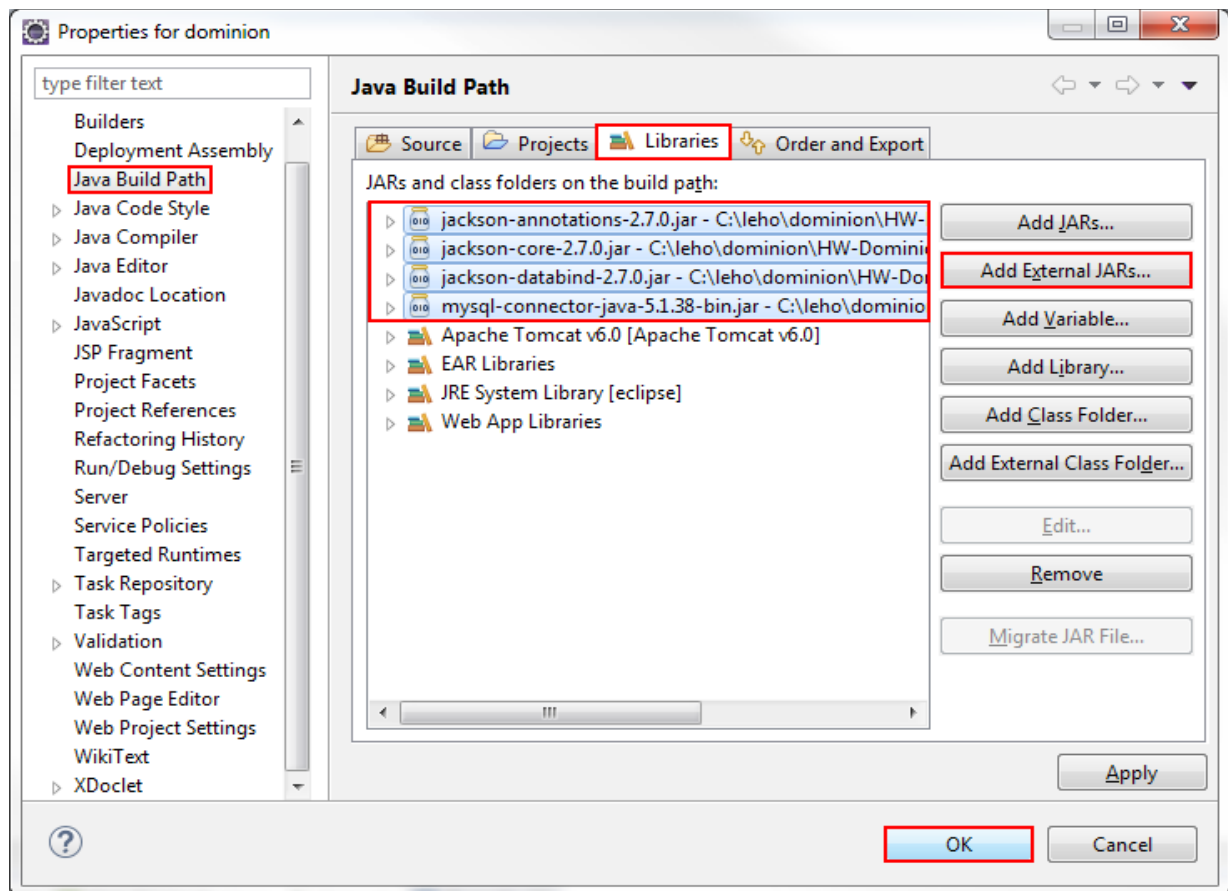 Properties for dominion
type filter text
Builders
Deployment Assembly
Java Build Path
Java Code Style
Java Compiler
Java Editor
Javadoc Location
JavaScript
JSP Fragment
Project Facets
Project References
Refactoring History
Run/Debug Settings
Server
Service Policies
Targeted Runtimes
Task Repository
Task Tags
Validation
Web Content Settings
Web Page Editor
Web Project Settings
WikiText
XDoclet
Java Build Path
Source Projects Libraries Order and Export
JARs and class folders on the build path:
jackson-annotations-2.7.0.jar - C:\leho\dominion\HW-
jackson-core-2.7.0.jar - C:\leho\dominion\HW-Domini
jackson-databind-2.7.0.jar - C:\leho\dominion\HW-Do
mysql-connector-java-5.1.38-bin.jar - C:\leho\dominio
Apache Tomcat v6.0 [Apache Tomcat v6.0]
EAR Libraries
JRE System Library [eclipse]
Web App Libraries
Add JARs...
Add External JARs...
Add Variable...
Add Library...
Add Class Folder...
Add External Class Folder...
Edit...
Remove
Migrate JAR File...
Apply
OK Cancel